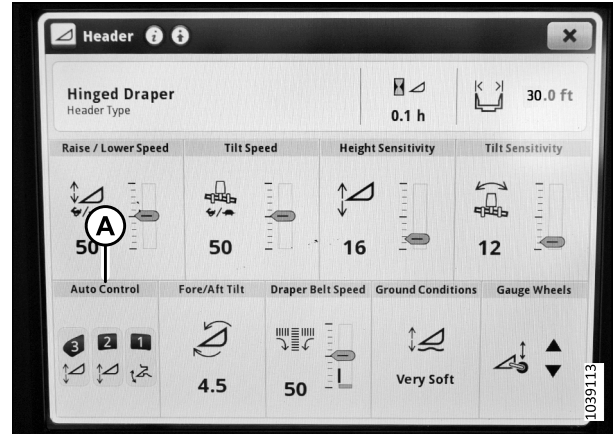 Header
Hinged Draper
Header Type
0.1 h
30.0 ft
Raise / Lower Speed
Tilt Speed
Height Sensitivity
Tilt Sensitivity
50
50
16
12
A
Auto Control
Fore/Aft Tilt
Draper Belt Speed
Ground Conditions
Gauge Wheels
3 2 1
4.5
50
Very Soft
1039113